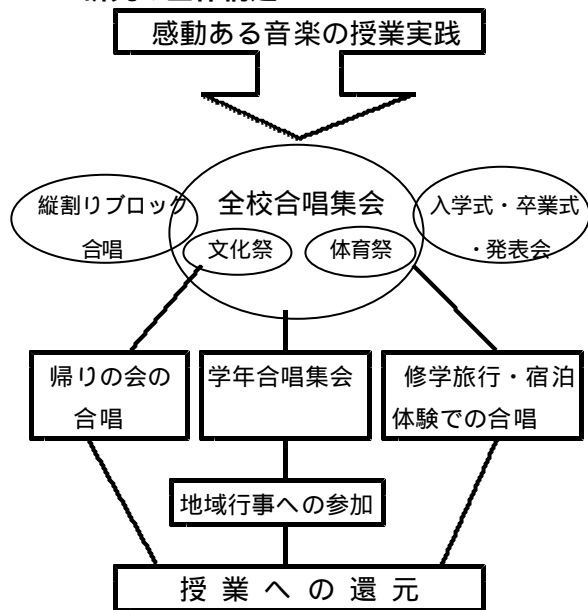 感動ある音楽の授業実践
全校合唱集会
縦割りブロック
合唱
文化祭
体育祭
入学式・卒業式
・発表会
帰りの会の
合唱
学年合唱集会
修学旅行・宿泊
体験での合唱
地域行事への参加
授業への還元